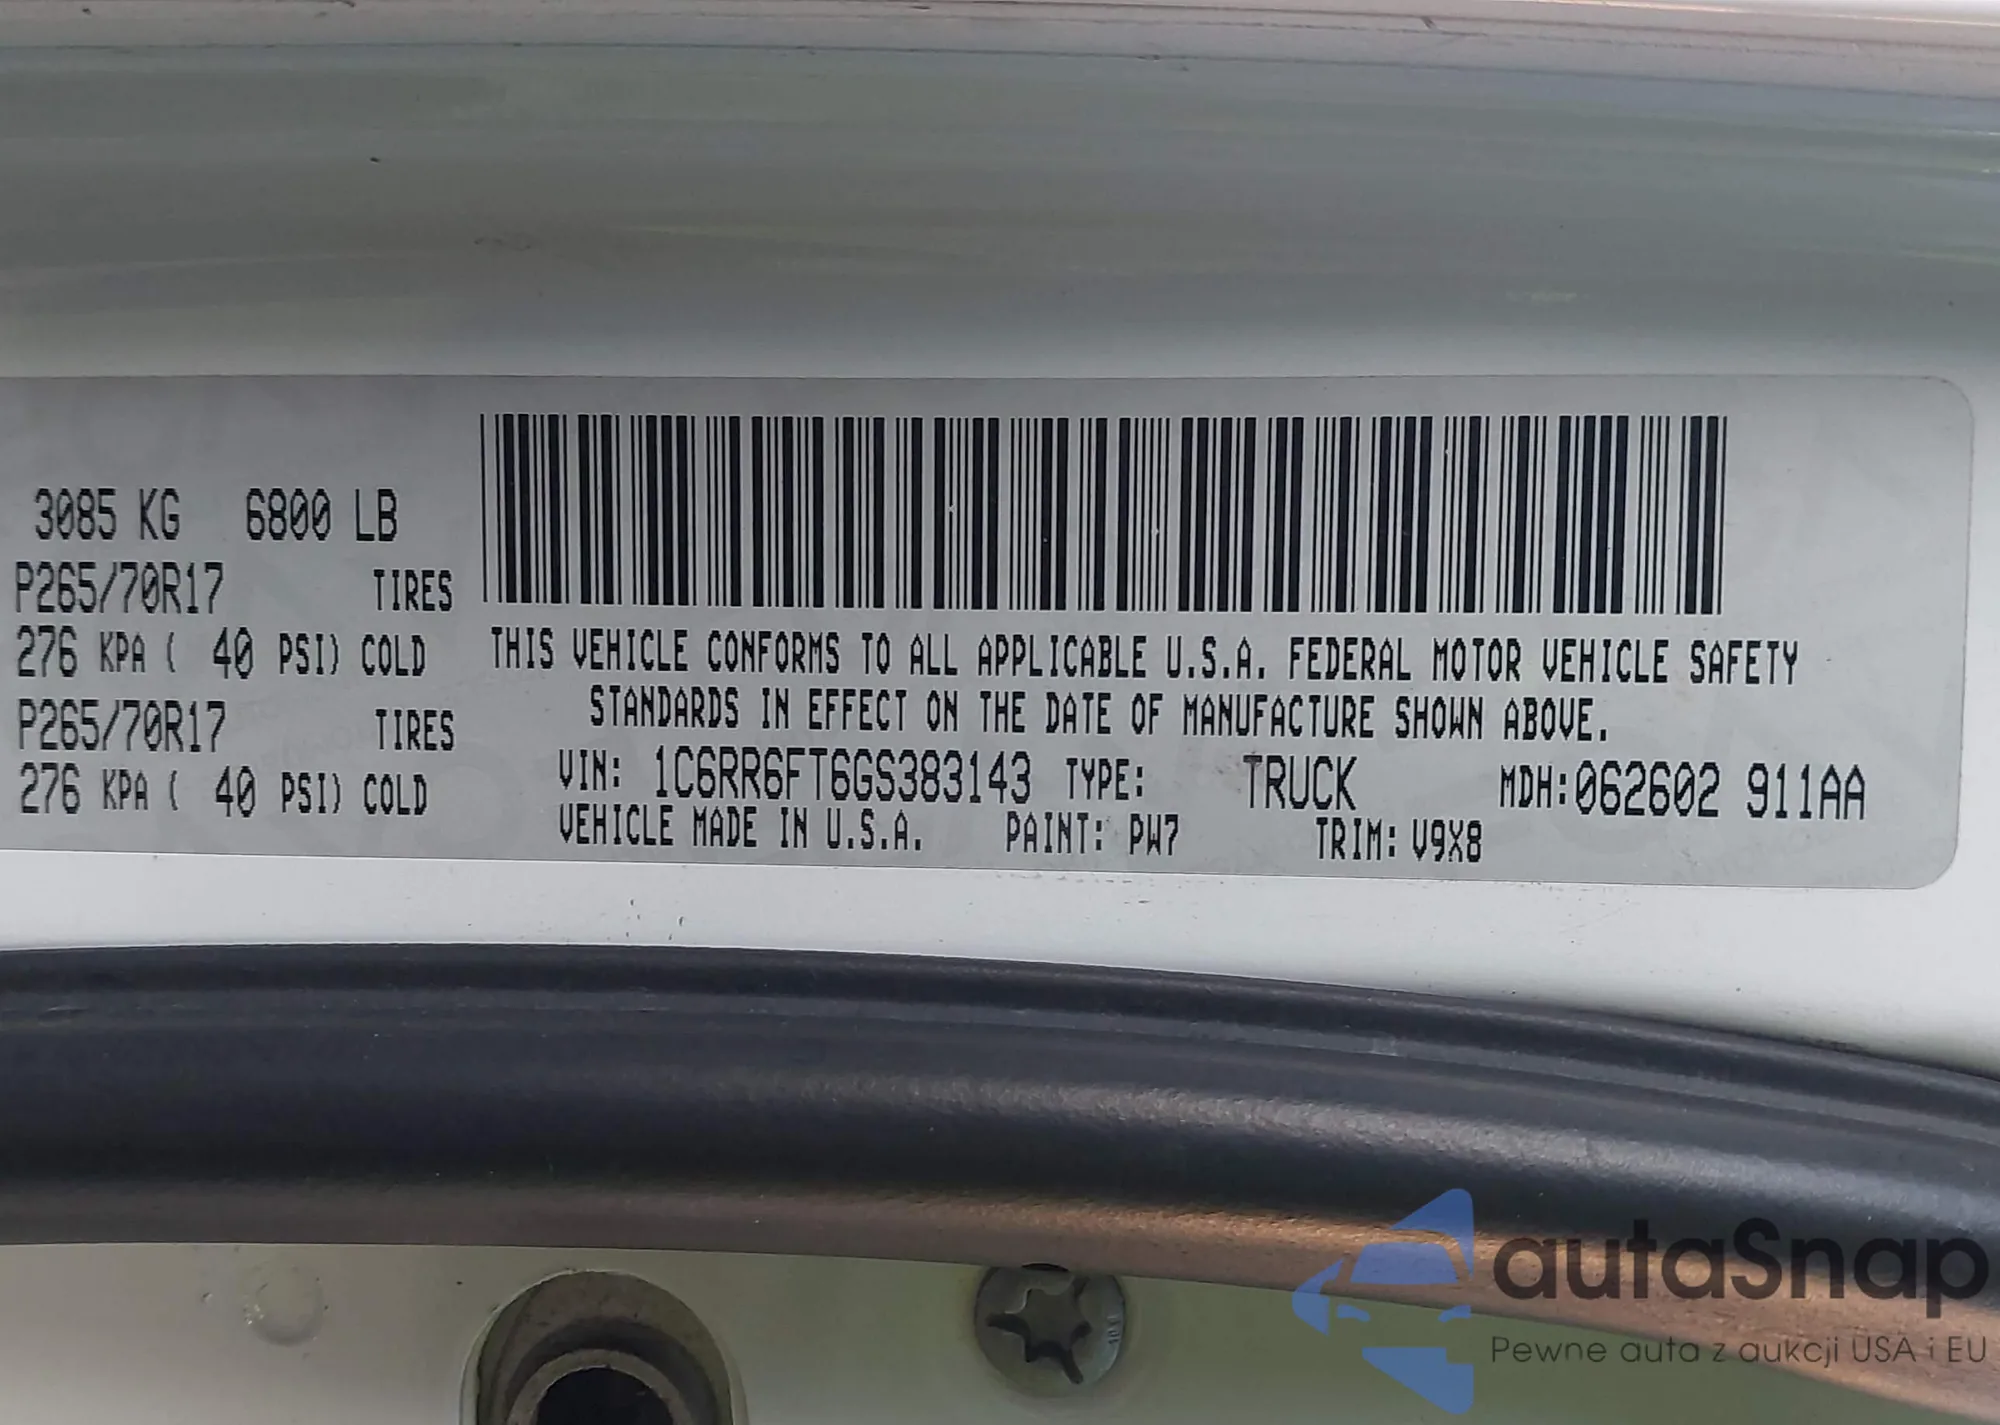 3085 KG 6800 LB
P265/70R17 TIRES
276 KPA ( 40 PSI) COLD
P265/70R17 TIRES
276 KPA ( 40 PSI) COLD
THIS VEHICLE CONFORMS TO ALL APPLICABLE U.S.A. FEDERAL MOTOR VEHICLE SAFETY
STANDARDS IN EFFECT ON THE DATE OF MANUFACTURE SHOWN ABOVE.
VIN: 1C6RR6FT6GS383143 TYPE: TRUCK MDH:062602 911AA
VEHICLE MADE IN U.S.A. PAINT: PW7 TRIM: V9X8
autaSnap
Pewne auta z aukcji USA i EU